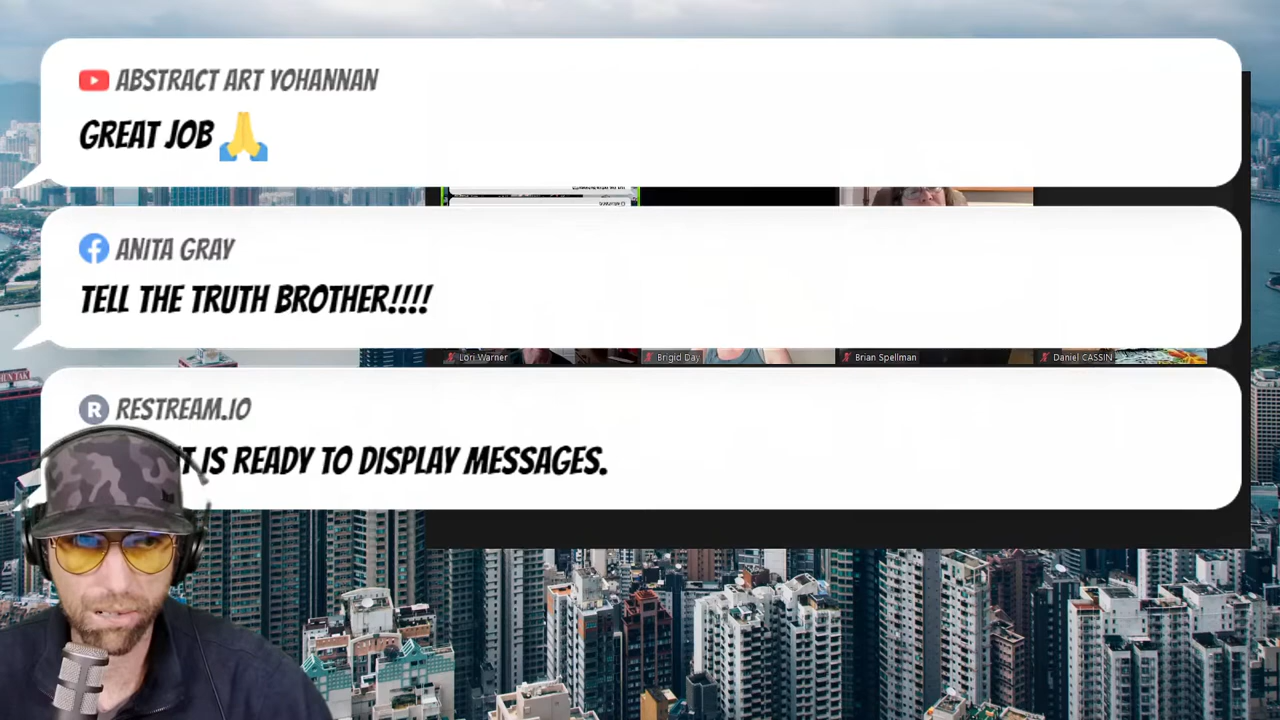 ABSTRACT ART YOHANNAN
GREAT JOB 🙏
ANITA GRAY
TELL THE TRUTH BROTHER!!!!
Lori Warner
Brigid Day
Brian Spellman
Daniel CASSIN
R RESTREAM.IO
IS READY TO DISPLAY MESSAGES.